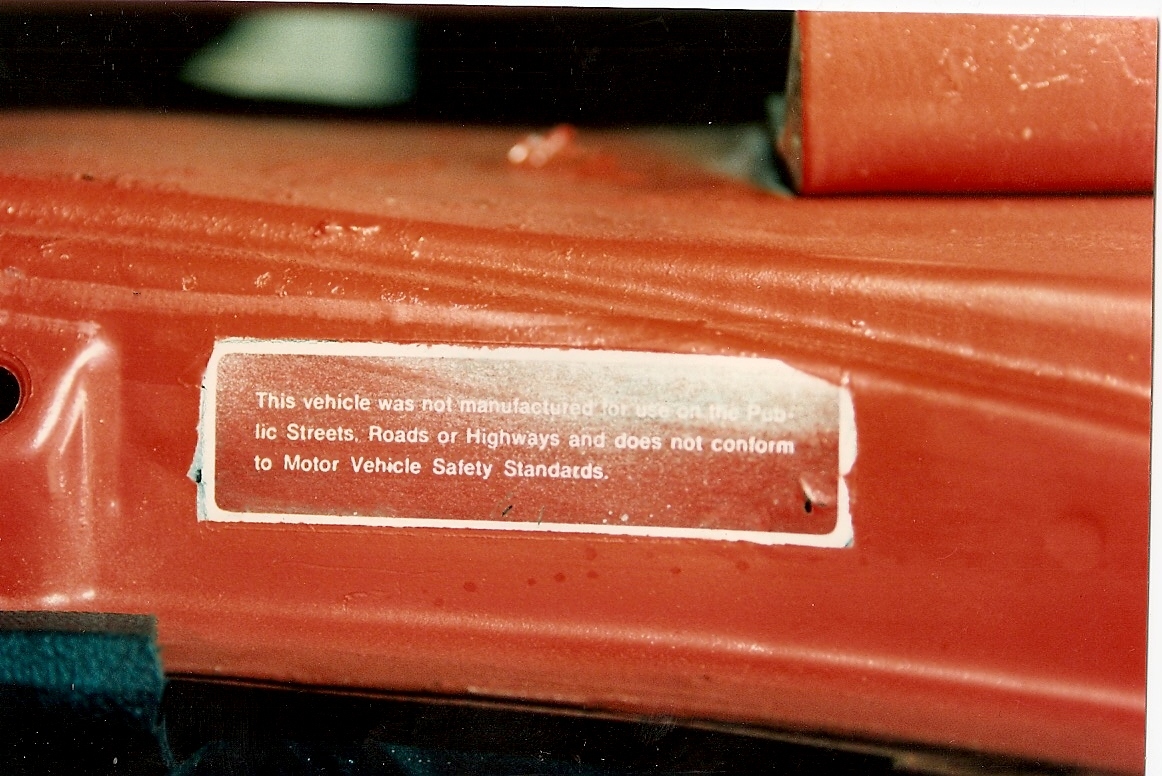 This vehicle was not manufactured for use on the Pub-
lic Streets, Roads or Highways and does not conform
to Motor Vehicle Safety Standards.